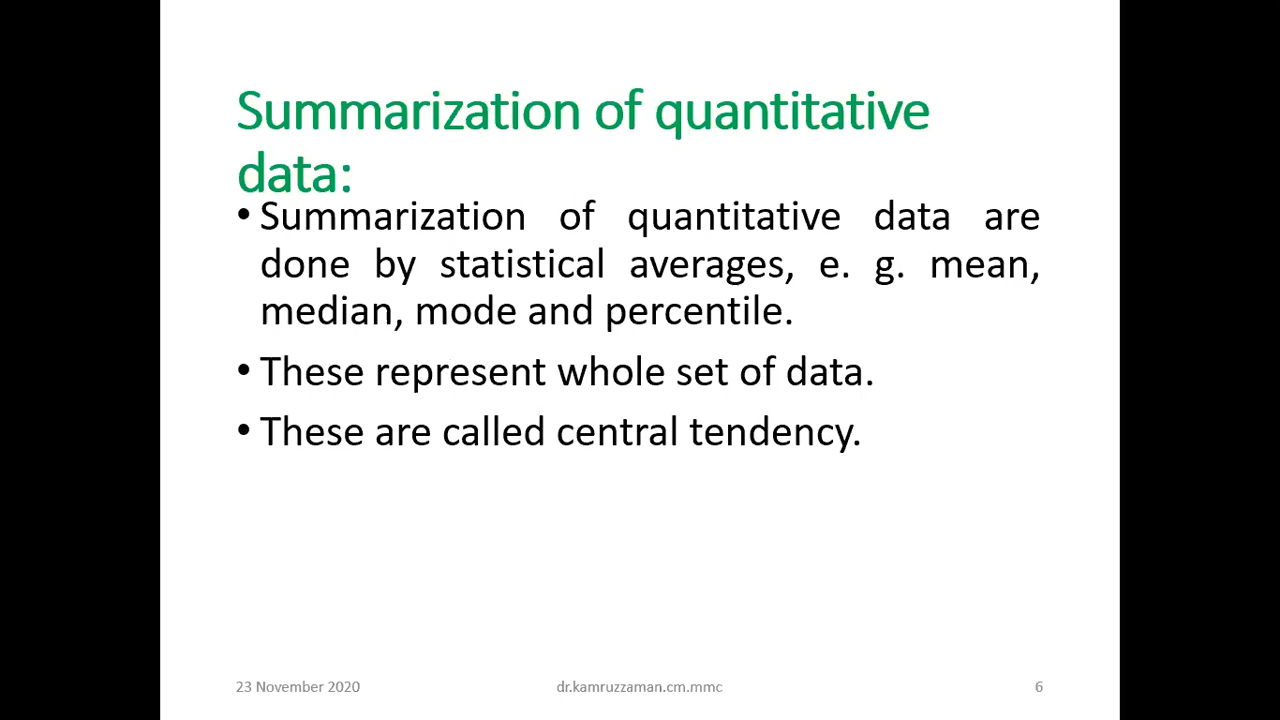 Summarization of quantitative
data:
• Summarization of quantitative data are
done by statistical averages, e. g. mean,
median, mode and percentile.
• These represent whole set of data.
• These are called central tendency.
23 November 2020 dr.kamruzzaman.cm.mmc 6